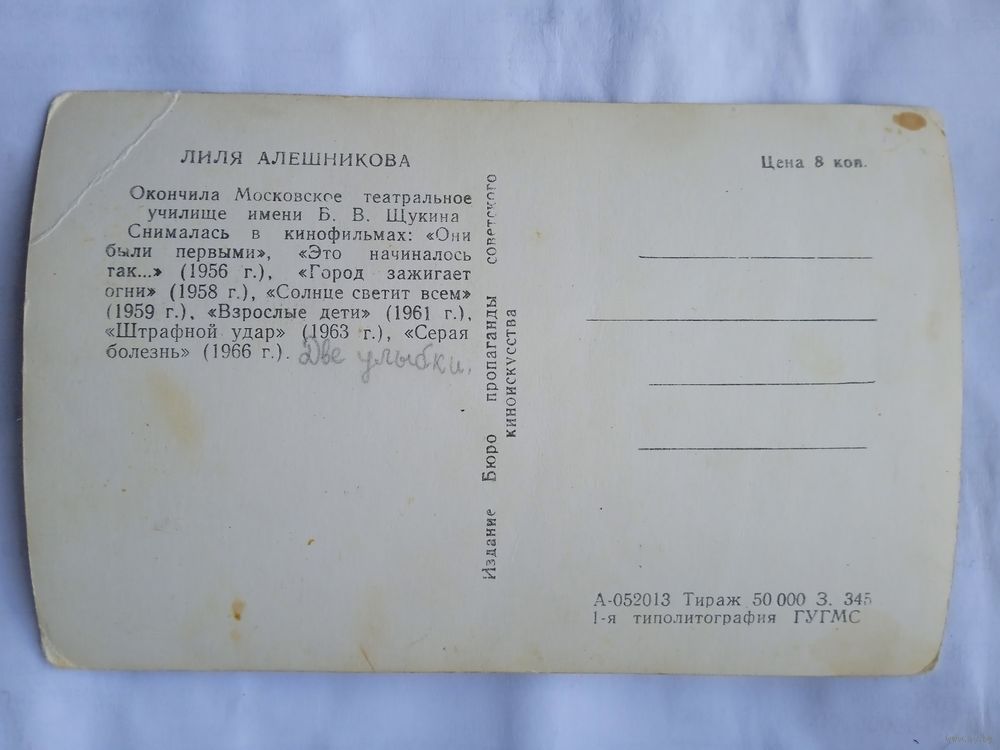 ЛИЛЯ АЛЕШНИКОВА
Окончила Московское театральное
училище имени Б. В. Щукина
Снималась в кинофильмах: «Они
были первыми», «Это начиналось
так...» (1956 г.), «Город зажигает
огни» (1958 г.), «Солнце светит всем»
(1959 г.), «Взрослые дети» (1961 г.),
«Штрафной удар» (1963 г.), «Серая
болезнь» (1966 г.). Две улыбки.
Издание Бюро пропаганды советского
киноискусства
Цена 8 коп.
А-052013 Тираж 50 000 З. 345
1-я типолитография ГУГМС